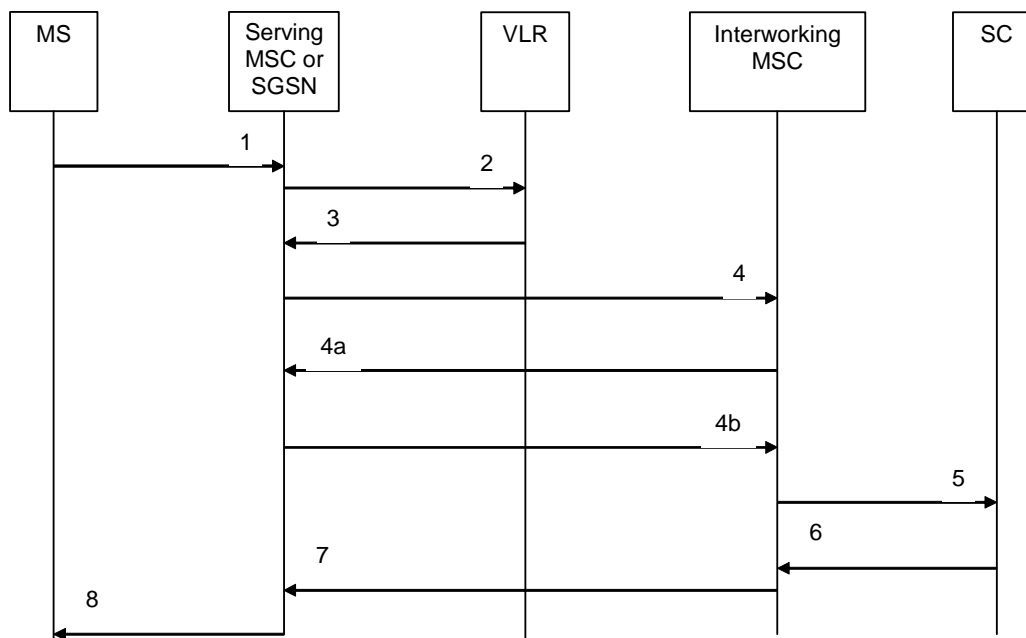 MS
Serving
MSC or
SGSN
VLR
Interworking
MSC
SC
1
2
3
4
4a
4b
5
6
7
8